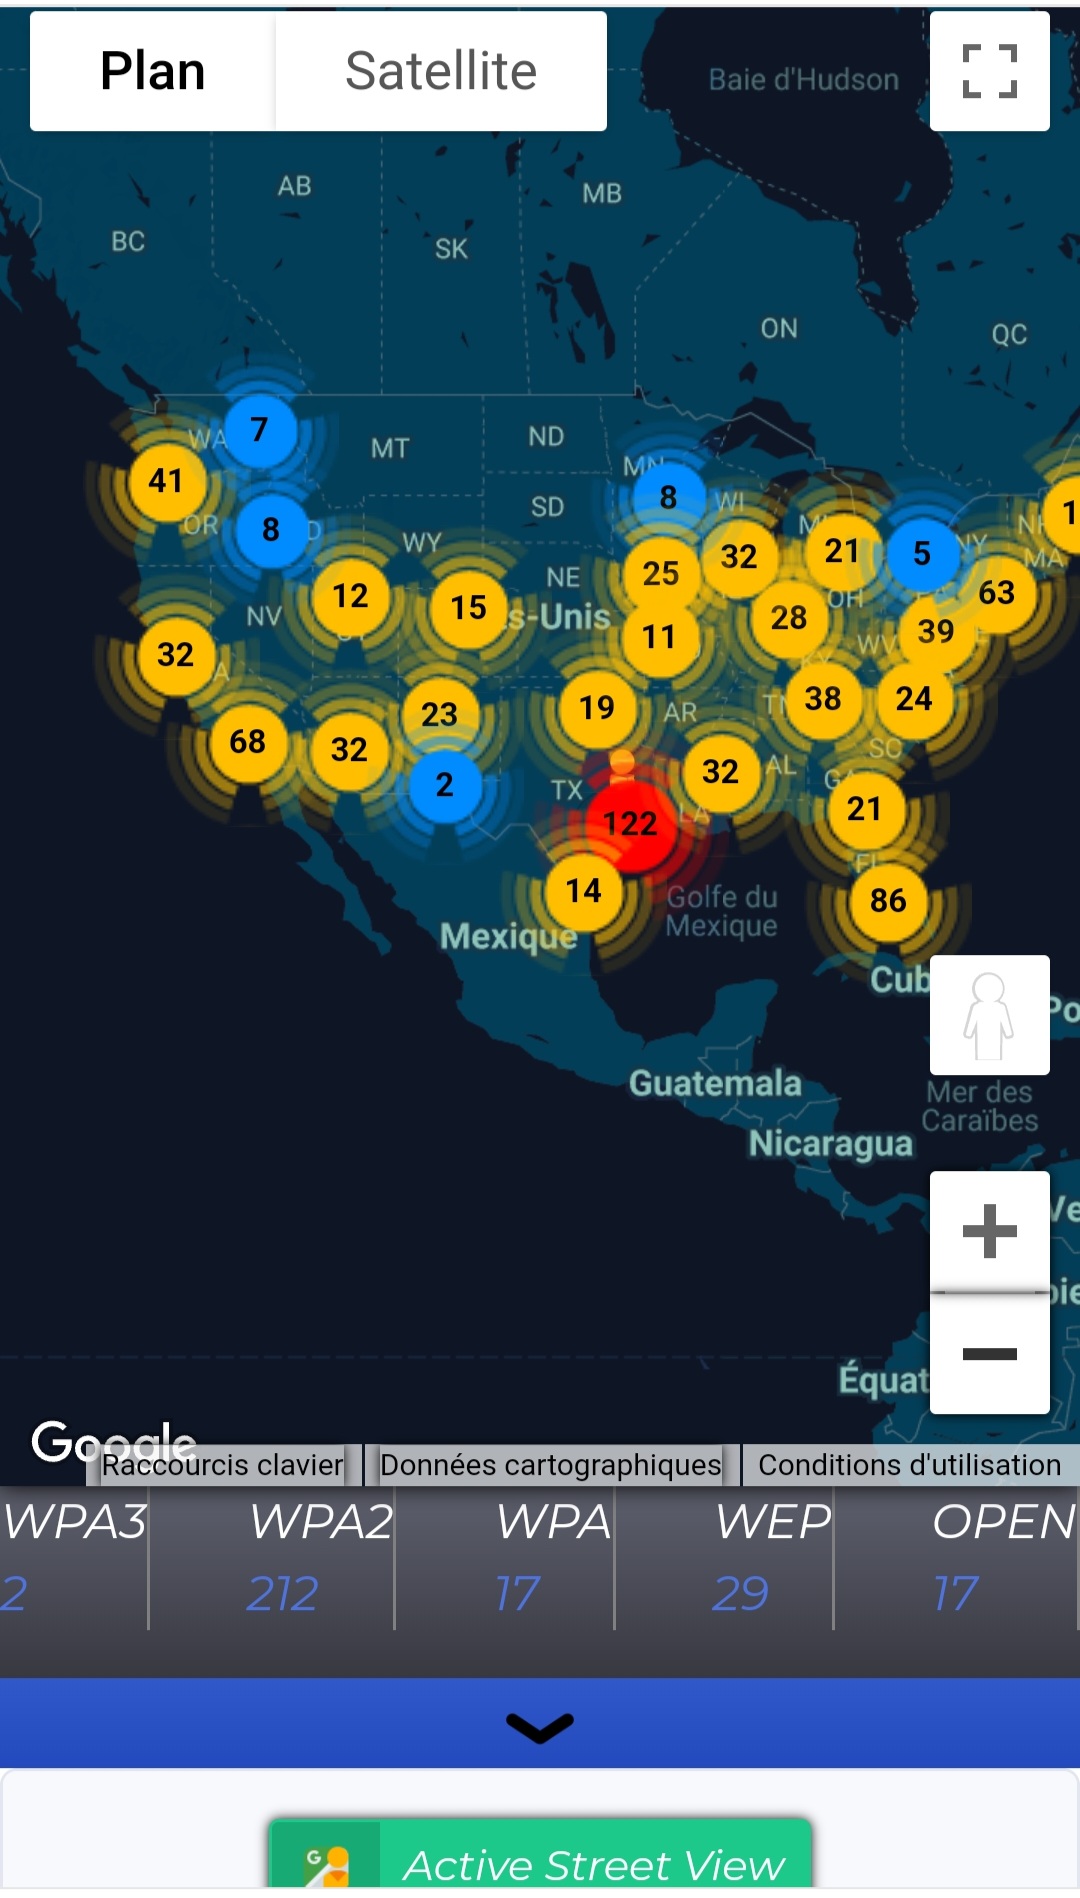 Plan
Satellite
Baie d'Hudson
AB
MB
BC
SK
ON
QC
7
WA
MT
ND
MN
41
8
WI
SD
OR
8
WY
21
5
NY
MA
32
25
NE
12
15
s-Unis
NV
28
OH
63
11
39
WV
KY
32
23
19
AR
38
24
68
32
SC
32
AL
2
TX
122
LA
21
FL
14
86
Golfe du
Mexique
Mexique
Cub
Po
Guatemala
Mer des
Caraïbes
Nicaragua
Ve
Équat
Google
Raccourcis clavier
Données cartographiques
Conditions d'utilisation
WPA3 WPA2 WPA WEP OPEN
2 212 17 29 17
G
Active Street View